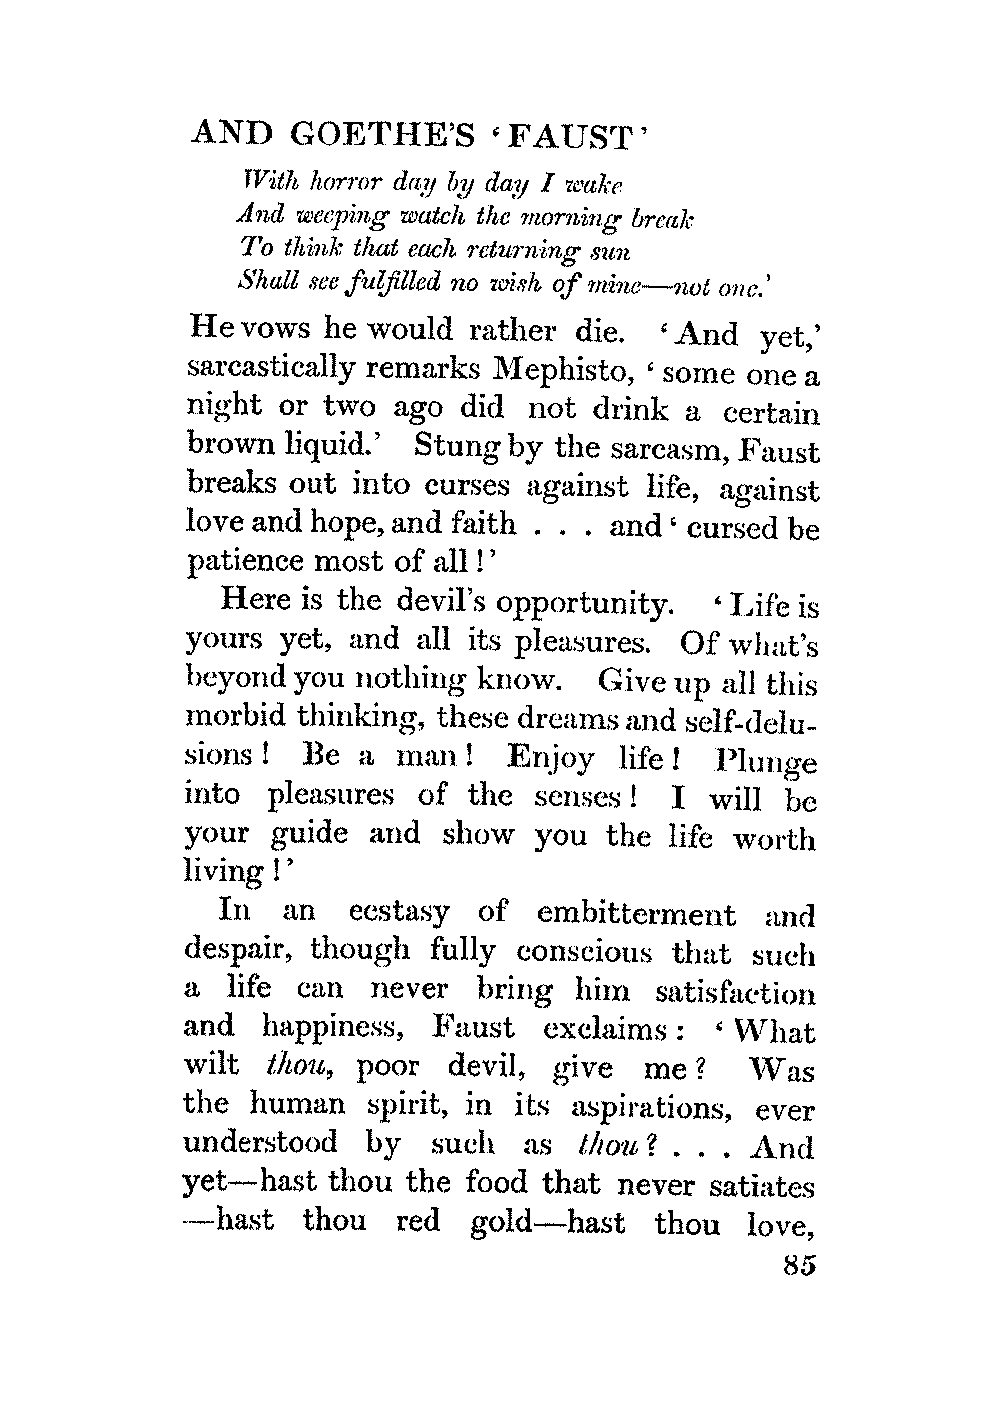 AND GOETHE'S ‘FAUST’
With horror day by day I wake
And weeping watch the morning break
To think that each returning sun
Shall see fulfilled no wish of mine—not one.’
He vows he would rather die. ‘And yet,’
sarcastically remarks Mephisto, ‘some one a
night or two ago did not drink a certain
brown liquid.’ Stung by the sarcasm, Faust
breaks out into curses against life, against
love and hope, and faith . . . and ‘cursed be
patience most of all!’
Here is the devil's opportunity. ‘Life is
yours yet, and all its pleasures. Of what's
beyond you nothing know. Give up all this
morbid thinking, these dreams and self-delu-
sions! Be a man! Enjoy life! Plunge
into pleasures of the senses! I will be
your guide and show you the life worth
living!’
In an ecstasy of embitterment and
despair, though fully conscious that such
a life can never bring him satisfaction
and happiness, Faust exclaims: ‘What
wilt thou, poor devil, give me? Was
the human spirit, in its aspirations, ever
understood by such as thou? . . . And
yet—hast thou the food that never satiates
—hast thou red gold—hast thou love,
85